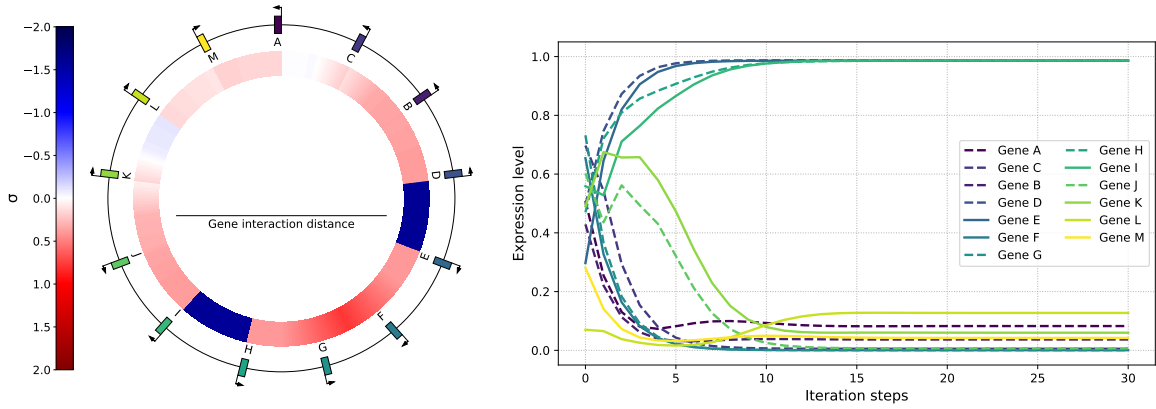 −2.0
−1.5
−1.0
−0.5
0.0
0.5
1.0
1.5
2.0
σ
A
C
B
D
E
F
G
H
I
J
K
L
M
Gene interaction distance
Expression level
1.0
0.8
0.6
0.4
0.2
0.0
Gene A
Gene C
Gene B
Gene D
Gene E
Gene F
Gene G
Gene H
Gene I
Gene J
Gene K
Gene L
Gene M
0 5 10 15 20 25 30
Iteration steps